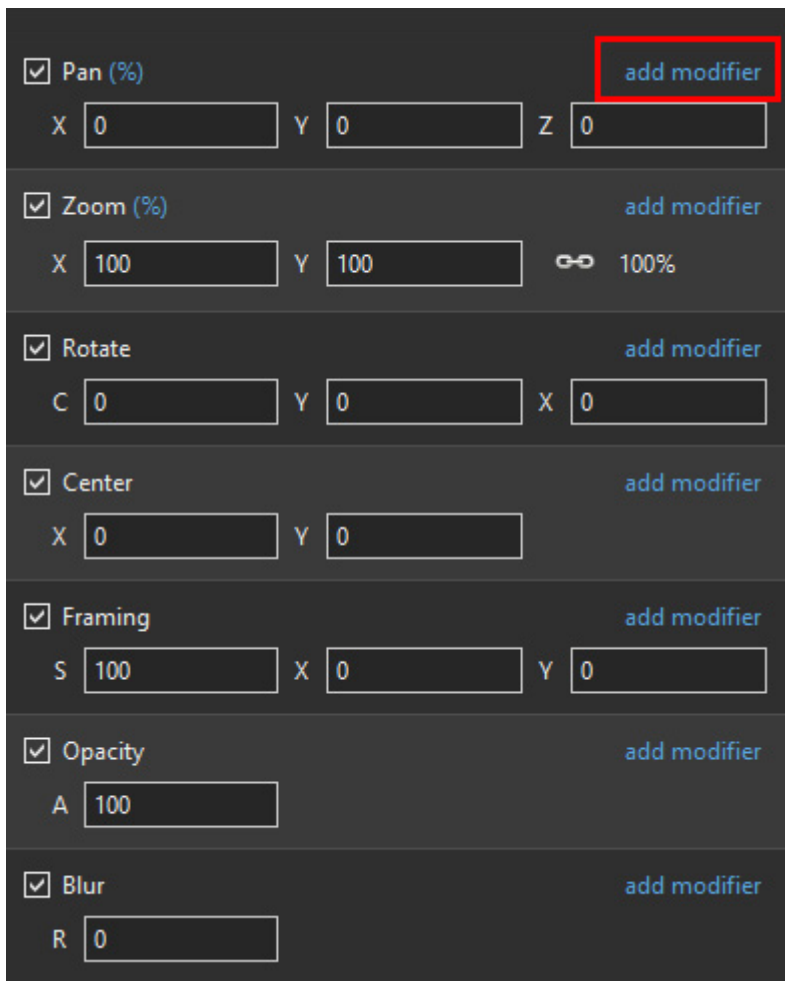 Pan (%) add modifier
X 0 Y 0 Z 0
Zoom (%) add modifier
X 100 Y 100 100%
Rotate add modifier
C 0 Y 0 X 0
Center add modifier
X 0 Y 0
Framing add modifier
S 100 X 0 Y 0
Opacity add modifier
A 100
Blur add modifier
R 0